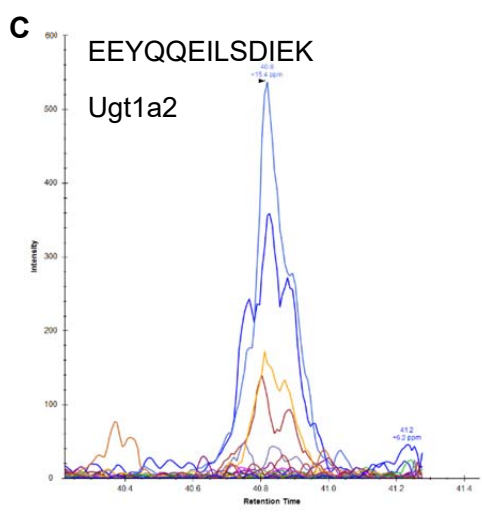 C
EEYQQEILSDIEK
Ugt1a2
600
500
400
300
200
100
0
Intensity
40.8
+15.4 ppm
41.2
+6.2 ppm
40.4
40.6
40.8
41.0
41.2
41.4
Retention Time